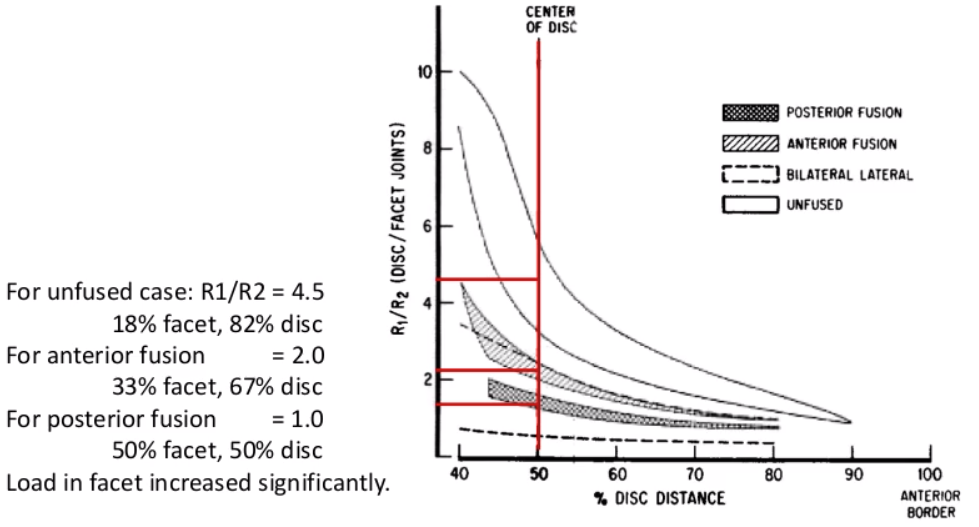 For unfused case: R1/R2 = 4.5
18% facet, 82% disc
For anterior fusion = 2.0
33% facet, 67% disc
For posterior fusion = 1.0
50% facet, 50% disc
Load in facet increased significantly.
CENTER
OF DISC
R₁/R₂ (DISC/FACET JOINTS)
10
8
6
4
2
POSTERIOR FUSION
ANTERIOR FUSION
BILATERAL LATERAL
UNFUSED
40 50 60 70 80 90 100
% DISC DISTANCE
ANTERIOR
BORDER